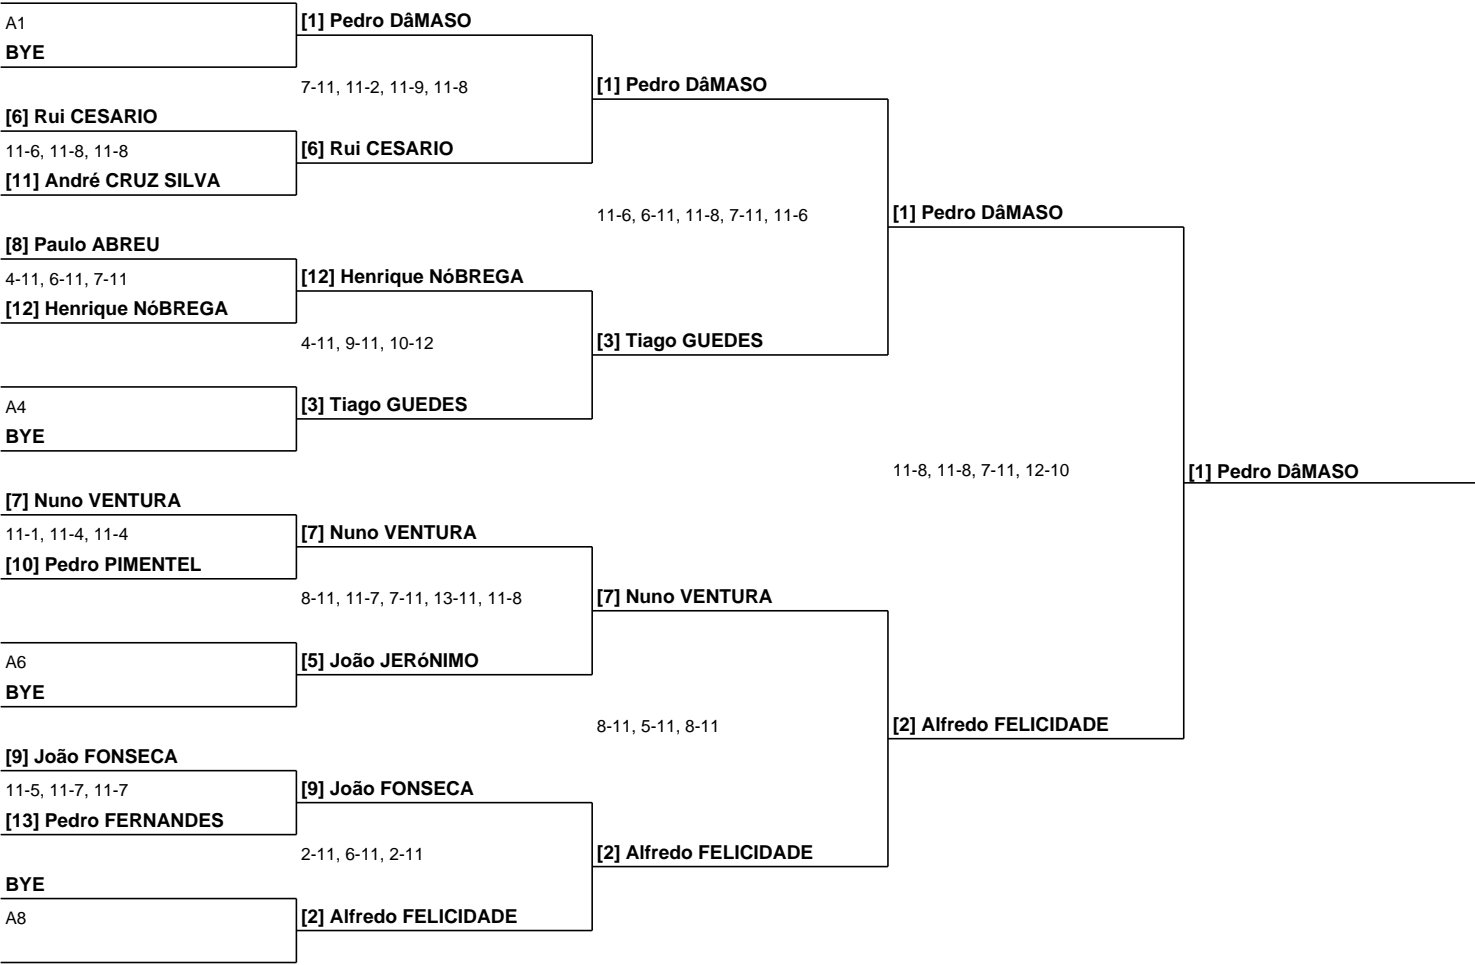 A1
BYE
[1] Pedro DâMASO
7-11, 11-2, 11-9, 11-8
[6] Rui CESARIO
11-6, 11-8, 11-8
[11] André CRUZ SILVA
[6] Rui CESARIO
[1] Pedro DâMASO
11-6, 6-11, 11-8, 7-11, 11-6
[8] Paulo ABREU
4-11, 6-11, 7-11
[12] Henrique NóBREGA
[12] Henrique NóBREGA
4-11, 9-11, 10-12
A4
BYE
[3] Tiago GUEDES
[3] Tiago GUEDES
[1] Pedro DâMASO
11-8, 11-8, 7-11, 12-10
[1] Pedro DâMASO
[7] Nuno VENTURA
11-1, 11-4, 11-4
[10] Pedro PIMENTEL
[7] Nuno VENTURA
8-11, 11-7, 7-11, 13-11, 11-8
A6
BYE
[5] João JERóNIMO
[7] Nuno VENTURA
8-11, 5-11, 8-11
[9] João FONSECA
11-5, 11-7, 11-7
[13] Pedro FERNANDES
[9] João FONSECA
2-11, 6-11, 2-11
BYE
A8
[2] Alfredo FELICIDADE
[2] Alfredo FELICIDADE
[2] Alfredo FELICIDADE